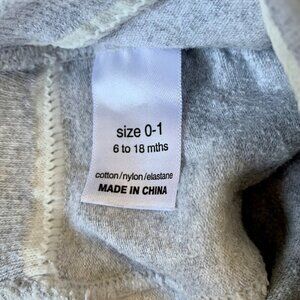 size 0-1
6 to 18 mths
cotton/nylon/elastane
MADE IN CHINA